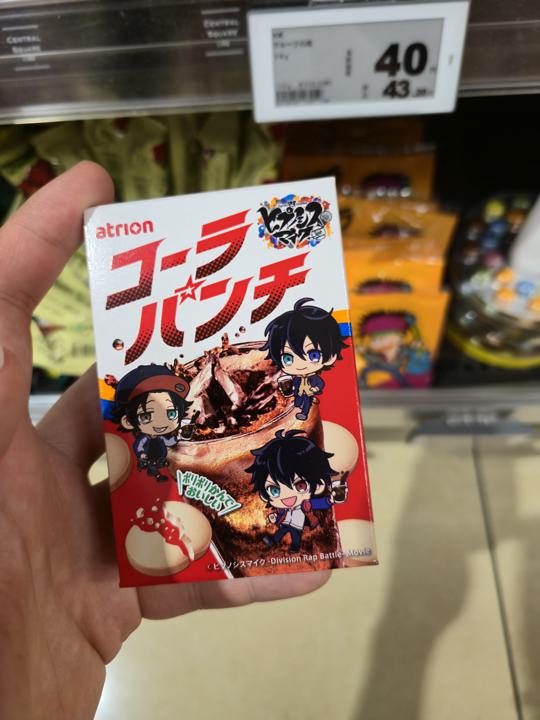 CENTRAL
SQUARE
CENTRAL
SQUARE
40
43
atrion
コーラ
パンチ
ヒプノシス
マイク
ボリボリかんで
おいしい
ヒプノシスマイク -Division Rap Battle- Movie